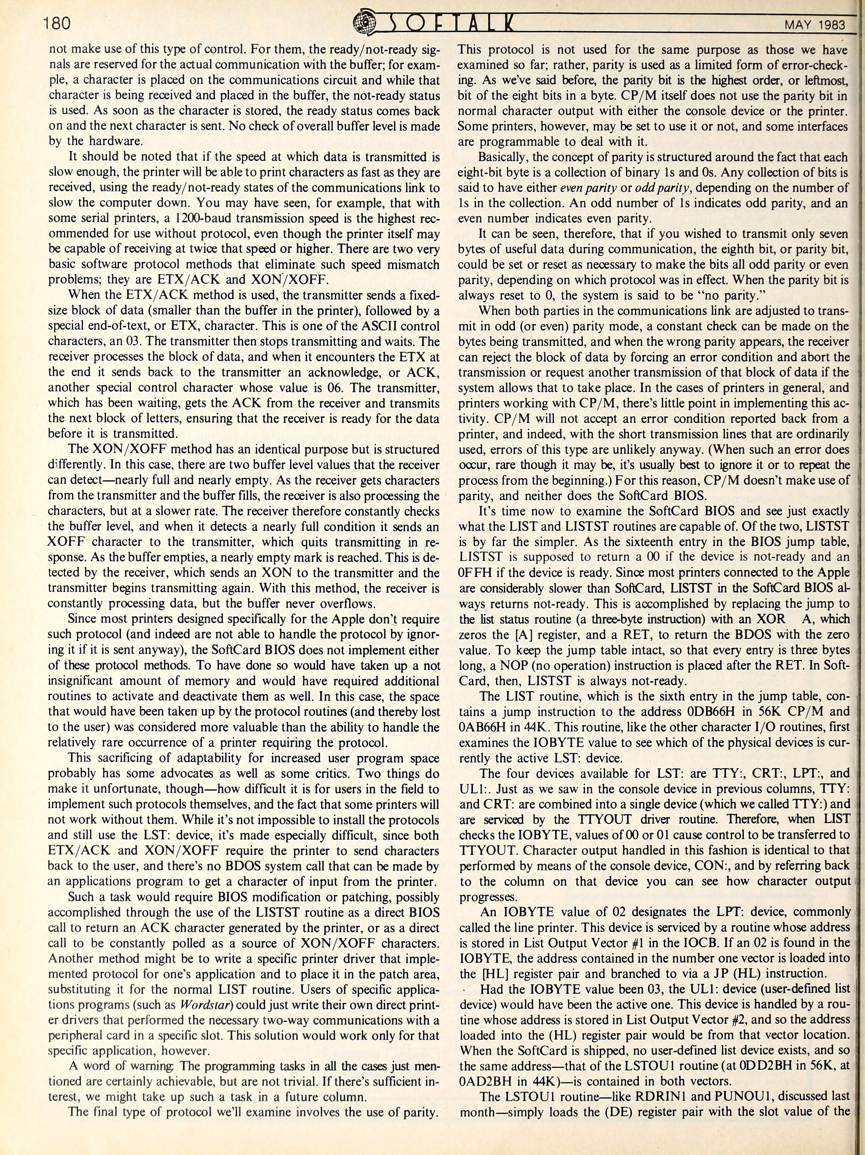 180
SOFTALK
MAY 1983
not make use of this type of control. For them, the ready/not-ready sig-
nals are reserved for the actual communication with the buffer; for exam-
ple, a character is placed on the communications circuit and while that
character is being received and placed in the buffer, the not-ready status
is used. As soon as the character is stored, the ready status comes back
on and the next character is sent. No check of overall buffer level is made
by the hardware.
It should be noted that if the speed at which data is transmitted is
slow enough, the printer will be able to print characters as fast as they are
received, using the ready/not-ready states of the communications link to
slow the computer down. You may have seen, for example, that with
some serial printers, a 1200-baud transmission speed is the highest rec-
ommended for use without protocol, even though the printer itself may
be capable of receiving at twice that speed or higher. There are two very
basic software protocol methods that eliminate such speed mismatch
problems; they are ETX/ACK and XON/XOFF.
When the ETX/ACK method is used, the transmitter sends a fixed-
size block of data (smaller than the buffer in the printer), followed by a
special end-of-text, or ETX, character. This is one of the ASCII control
characters, an 03. The transmitter then stops transmitting and waits. The
receiver processes the block of data, and when it encounters the ETX at
the end it sends back to the transmitter an acknowledge, or ACK,
another special control character whose value is 06. The transmitter,
which has been waiting, gets the ACK from the receiver and transmits
the next block of letters, ensuring that the receiver is ready for the data
before it is transmitted.
The XON/XOFF method has an identical purpose but is structured
differently. In this case, there are two buffer level values that the receiver
can detect—nearly full and nearly empty. As the receiver gets characters
from the transmitter and the buffer fills, the receiver is also processing the
characters, but at a slower rate. The receiver therefore constantly checks
the buffer level, and when it detects a nearly full condition it sends an
XOFF character to the transmitter, which quits transmitting in re-
sponse. As the buffer empties, a nearly empty mark is reached. This is de-
tected by the receiver, which sends an XON to the transmitter and the
transmitter begins transmitting again. With this method, the receiver is
constantly processing data, but the buffer never overflows.
Since most printers designed specifically for the Apple don't require
such protocol (and indeed are not able to handle the protocol by ignor-
ing it if it is sent anyway), the SoftCard BIOS does not implement either
of these protocol methods. To have done so would have taken up a not
insignificant amount of memory and would have required additional
routines to activate and deactivate them as well. In this case, the space
that would have been taken up by the protocol routines (and thereby lost
to the user) was considered more valuable than the ability to handle the
relatively rare occurrence of a printer requiring the protocol.
This sacrificing of adaptability for increased user program space
probably has some advocates as well as some critics. Two things do
make it unfortunate, though—how difficult it is for users in the field to
implement such protocols themselves, and the fact that some printers will
not work without them. While it's not impossible to install the protocols
and still use the LST: device, it's made especially difficult, since both
ETX/ACK and XON/XOFF require the printer to send characters
back to the user, and there's no BDOS system call that can be made by
an applications program to get a character of input from the printer.
Such a task would require BIOS modification or patching, possibly
accomplished through the use of the LISTST routine as a direct BIOS
call to return an ACK character generated by the printer, or as a direct
call to be constantly polled as a source of XON/XOFF characters.
Another method might be to write a specific printer driver that imple-
mented protocol for one's application and to place it in the patch area,
substituting it for the normal LIST routine. Users of specific applica-
tions programs (such as Wordstar) could just write their own direct print-
er drivers that performed the necessary two-way communications with a
peripheral card in a specific slot. This solution would work only for that
specific application, however.
A word of warning: The programming tasks in all the cases just men-
tioned are certainly achievable, but are not trivial. If there's sufficient in-
terest, we might take up such a task in a future column.
The final type of protocol we'll examine involves the use of parity.
This protocol is not used for the same purpose as those we have
examined so far; rather, parity is used as a limited form of error-check-
ing. As we've said before, the parity bit is the highest order, or leftmost,
bit of the eight bits in a byte. CP/M itself does not use the parity bit in
normal character output with either the console device or the printer.
Some printers, however, may be set to use it or not, and some interfaces
are programmable to deal with it.
Basically, the concept of parity is structured around the fact that each
eight-bit byte is a collection of binary 1s and 0s. Any collection of bits is
said to have either even parity or odd parity, depending on the number of
1s in the collection. An odd number of 1s indicates odd parity, and an
even number indicates even parity.
It can be seen, therefore, that if you wished to transmit only seven
bytes of useful data during communication, the eighth bit, or parity bit,
could be set or reset as necessary to make the bits all odd parity or even
parity, depending on which protocol was in effect. When the parity bit is
always reset to 0, the system is said to be “no parity.”
When both parties in the communications link are adjusted to trans-
mit in odd (or even) parity mode, a constant check can be made on the
bytes being transmitted, and when the wrong parity appears, the receiver
can reject the block of data by forcing an error condition and abort the
transmission or request another transmission of that block of data if the
system allows that to take place. In the cases of printers in general, and
printers working with CP/M, there's little point in implementing this ac-
tivity. CP/M will not accept an error condition reported back from a
printer, and indeed, with the short transmission lines that are ordinarily
used, errors of this type are unlikely anyway. (When such an error does
occur, rare though it may be, it's usually best to ignore it or to repeat the
process from the beginning.) For this reason, CP/M doesn't make use of
parity, and neither does the SoftCard BIOS.
It's time now to examine the SoftCard BIOS and see just exactly
what the LIST and LISTST routines are capable of. Of the two, LISTST
is by far the simpler. As the sixteenth entry in the BIOS jump table,
LISTST is supposed to return a 00 if the device is not-ready and an
0FFH if the device is ready. Since most printers connected to the Apple
are considerably slower than SoftCard, LISTST in the SoftCard BIOS al-
ways returns not-ready. This is accomplished by replacing the jump to
the list status routine (a three-byte instruction) with an XOR A, which
zeros the [A] register, and a RET, to return the BDOS with the zero
value. To keep the jump table intact, so that every entry is three bytes
long, a NOP (no operation) instruction is placed after the RET. In Soft-
Card, then, LISTST is always not-ready.
The LIST routine, which is the sixth entry in the jump table, con-
tains a jump instruction to the address 0DB66H in 56K CP/M and
0AB66H in 44K. This routine, like the other character I/O routines, first
examines the IOBYTE value to see which of the physical devices is cur-
rently the active LST: device.
The four devices available for LST: are TTY:, CRT:, LPT:, and
UL1:. Just as we saw in the console device in previous columns, TTY:
and CRT: are combined into a single device (which we called TTY:) and
are serviced by the TTYOUT driver routine. Therefore, when LIST
checks the IOBYTE, values of 00 or 01 cause control to be transferred to
TTYOUT. Character output handled in this fashion is identical to that
performed by means of the console device, CON:, and by referring back
to the column on that device you can see how character output
progresses.
An IOBYTE value of 02 designates the LPT: device, commonly
called the line printer. This device is serviced by a routine whose address
is stored in List Output Vector #1 in the IOCB. If an 02 is found in the
IOBYTE, the address contained in the number one vector is loaded into
the [HL] register pair and branched to via a JP (HL) instruction.
Had the IOBYTE value been 03, the UL1: device (user-defined list
device) would have been the active one. This device is handled by a rou-
tine whose address is stored in List Output Vector #2, and so the address
loaded into the (HL) register pair would be from that vector location.
When the SoftCard is shipped, no user-defined list device exists, and so
the same address—that of the LSTOU1 routine (at 0DD2BH in 56K, at
0AD2BH in 44K)—is contained in both vectors.
The LSTOU1 routine—like RDRIN1 and PUNOU1, discussed last
month—simply loads the (DE) register pair with the slot value of the